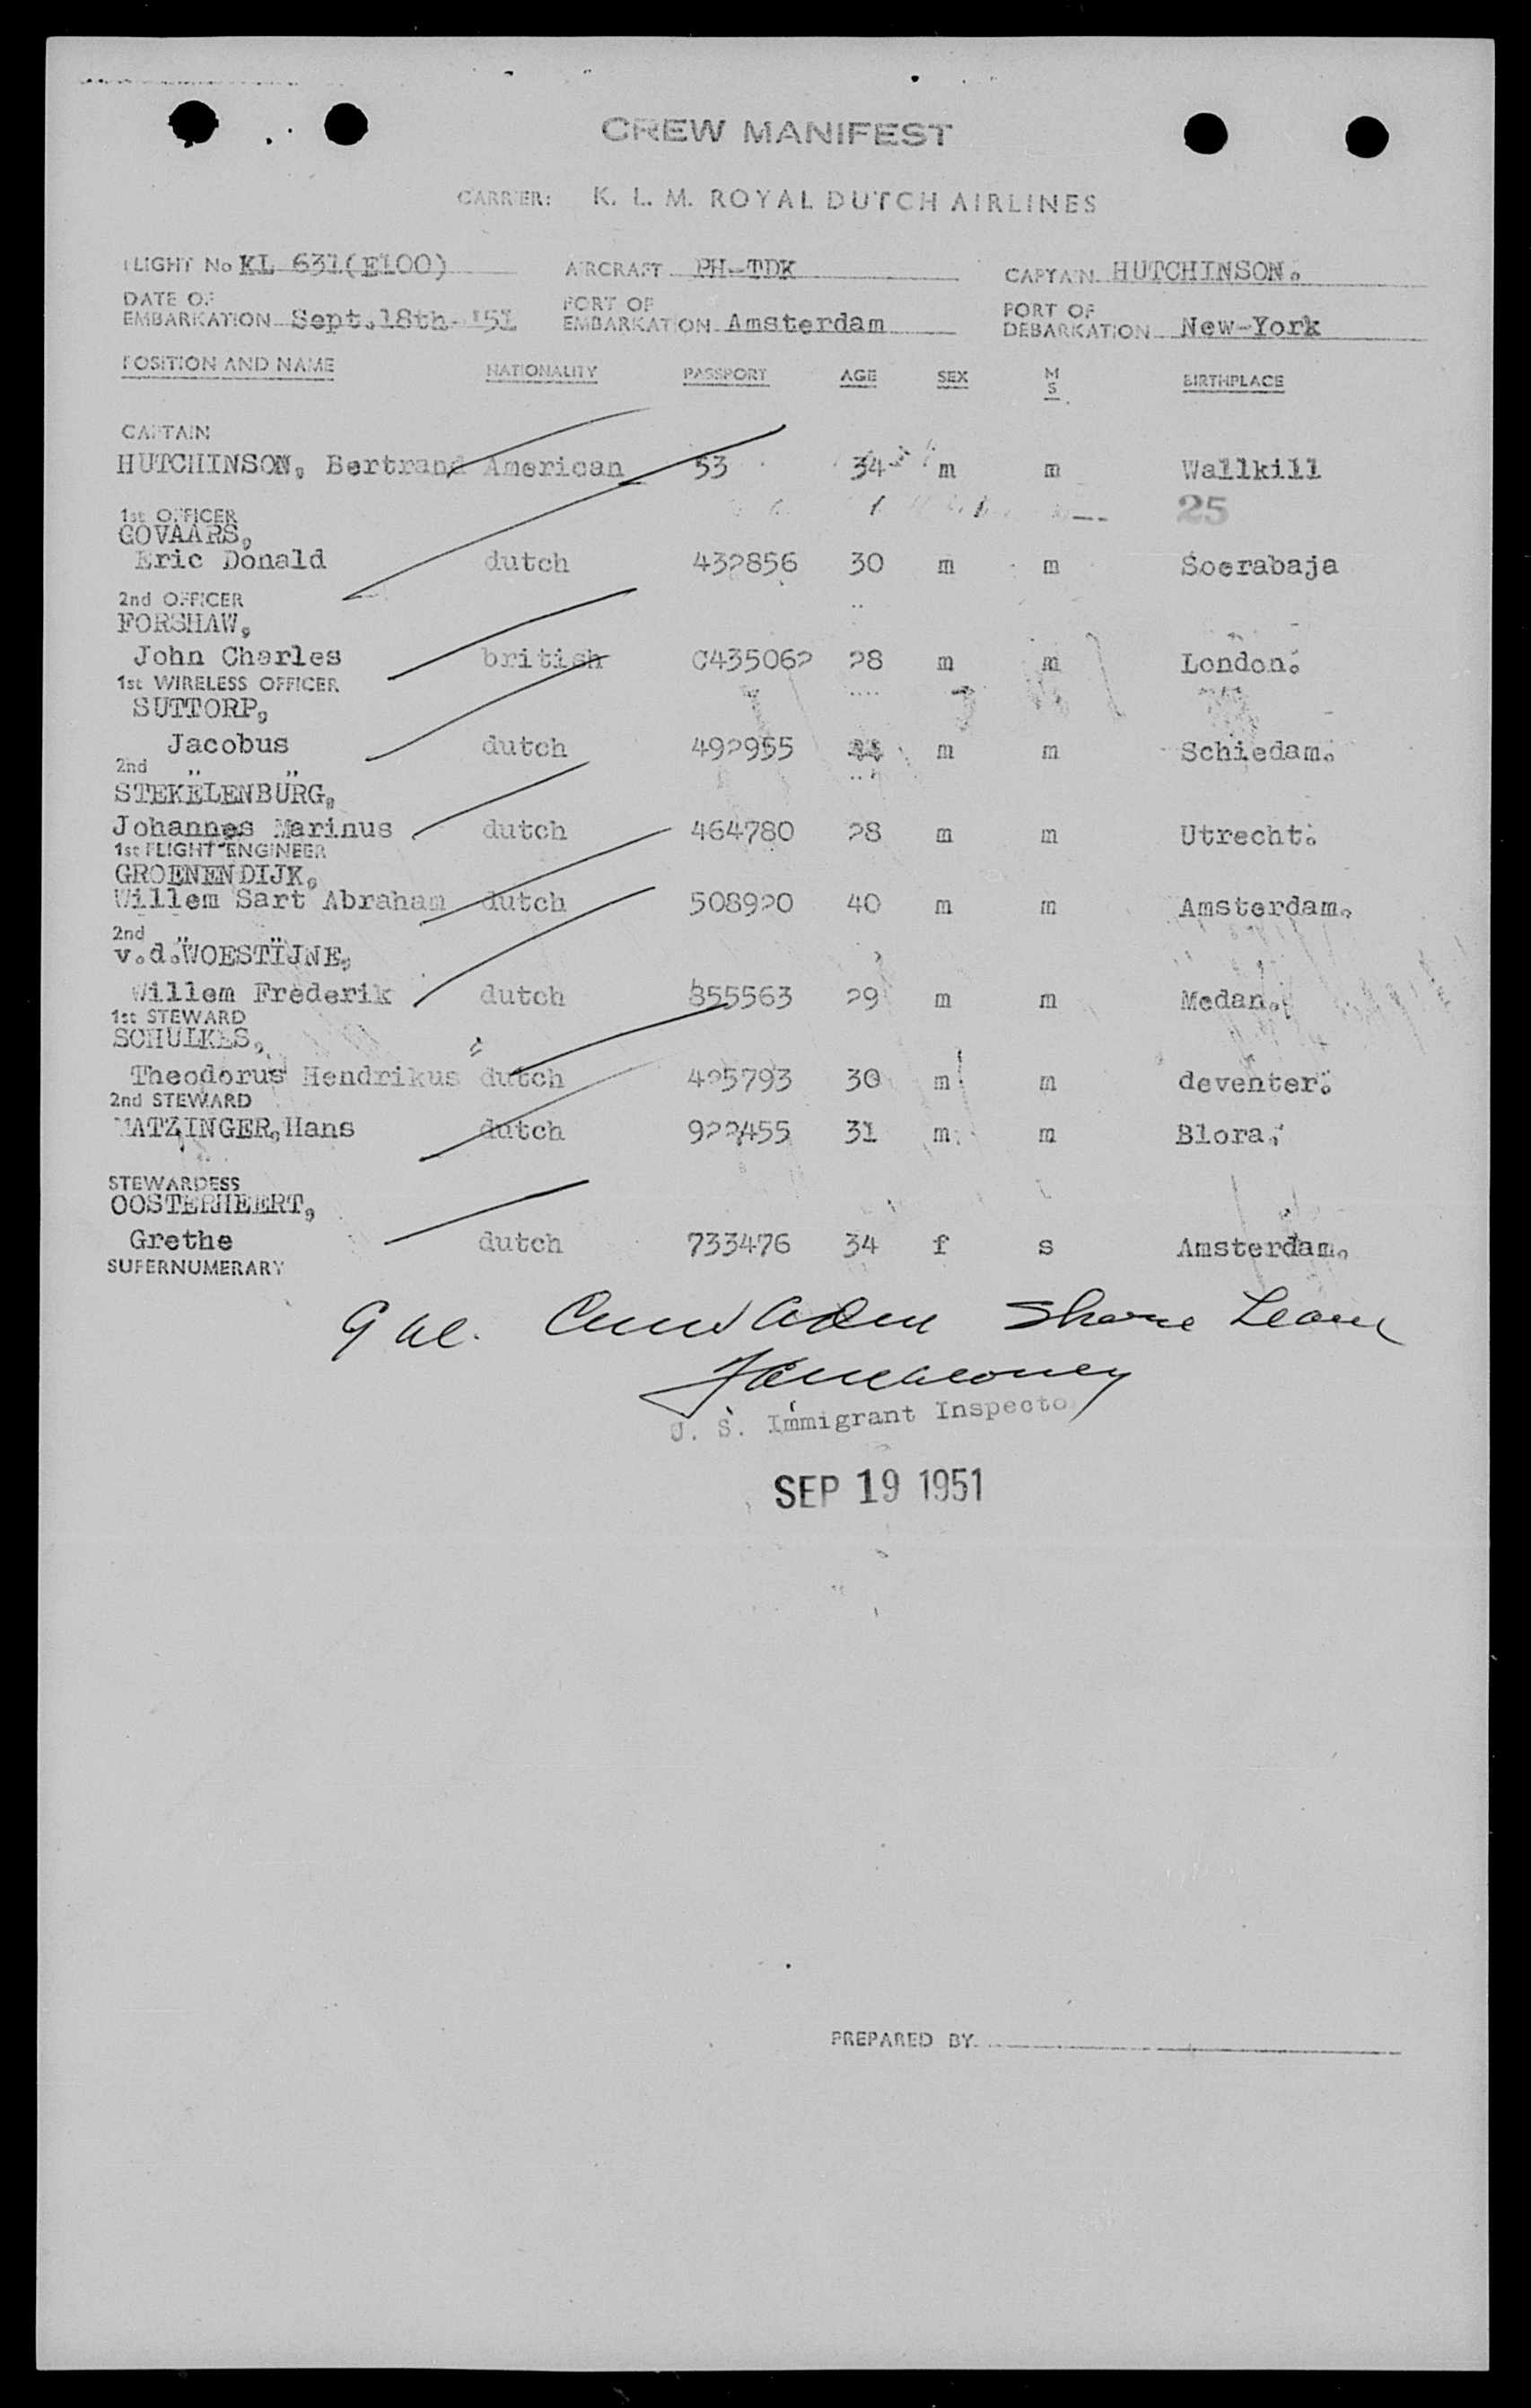 CREW MANIFEST
CARRIER: K. L. M. ROYAL DUTCH AIRLINES
FLIGHT No KL 631(E100) AIRCRAFT PH-TDK CAPTAIN HUTCHINSON.
DATE OF EMBARKATION Sept.18th-'51 PORT OF EMBARKATION Amsterdam PORT OF DEBARKATION New-York
POSITION AND NAME NATIONALITY PASSPORT AGE SEX M S BIRTHPLACE
CAPTAIN
HUTCHINSON, Bertrand American 53 34 m m Wallkill
1st OFFICER 25
GOVAARS,
Eric Donald dutch 432856 30 m m Soerabaja
2nd OFFICER
FORSHAW,
John Charles british C435062 28 m m London.
1st WIRELESS OFFICER
SUTTORP,
Jacobus dutch 492955 m m Schiedam.
2nd " "
STEKELENBURG,
Johannes Marinus dutch 464780 28 m m Utrecht.
1st FLIGHT ENGINEER
GROENENDIJK,
Willem Sart Abraham dutch 508920 40 m m Amsterdam.
2nd " "
v.d.WOESTIJNE,
Willem Frederik dutch 855563 29 m m Medan.
1st STEWARD
SCHULKES,
Theodorus Hendrikus dutch 425793 30 m m deventer.
2nd STEWARD
MATZINGER, Hans dutch 922455 31 m m Blora.
STEWARDESS
OOSTERHEERT,
Grethe dutch 733476 34 f s Amsterdam.
SUPERNUMERARY
9 Shore Leave
U. S. Immigrant Inspector
SEP 19 1951
PREPARED BY